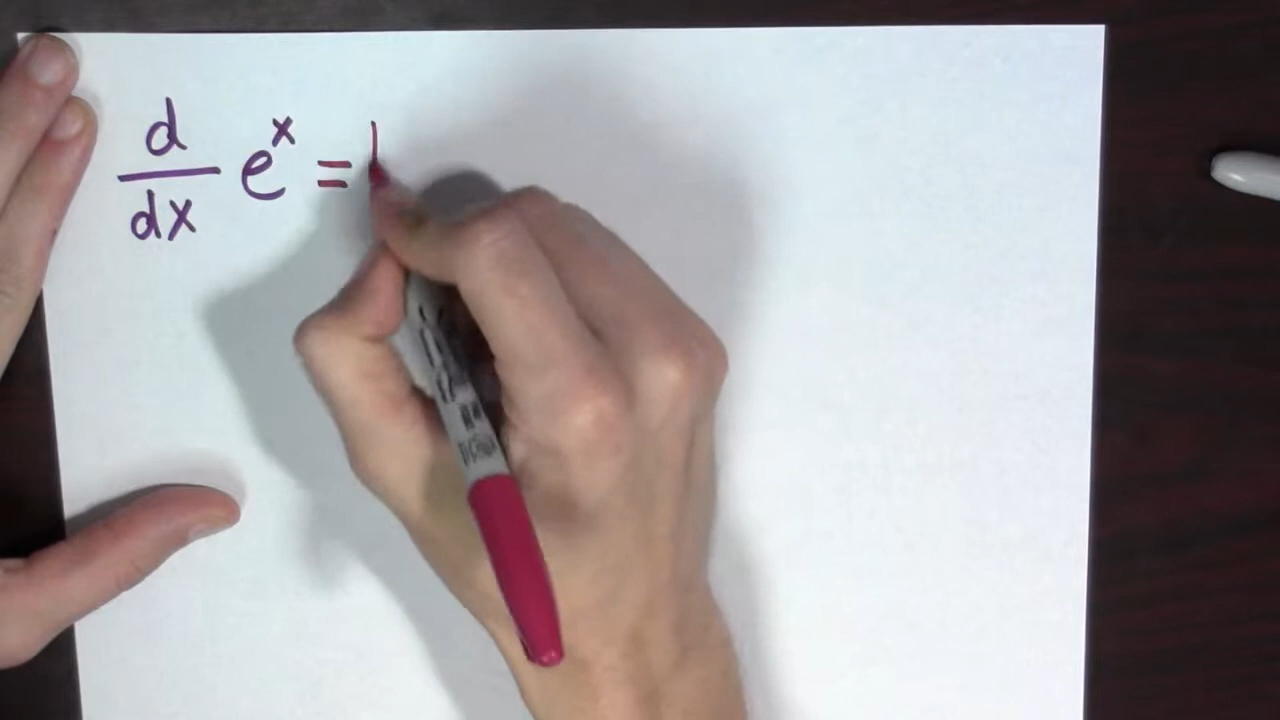 d/dx e^x =